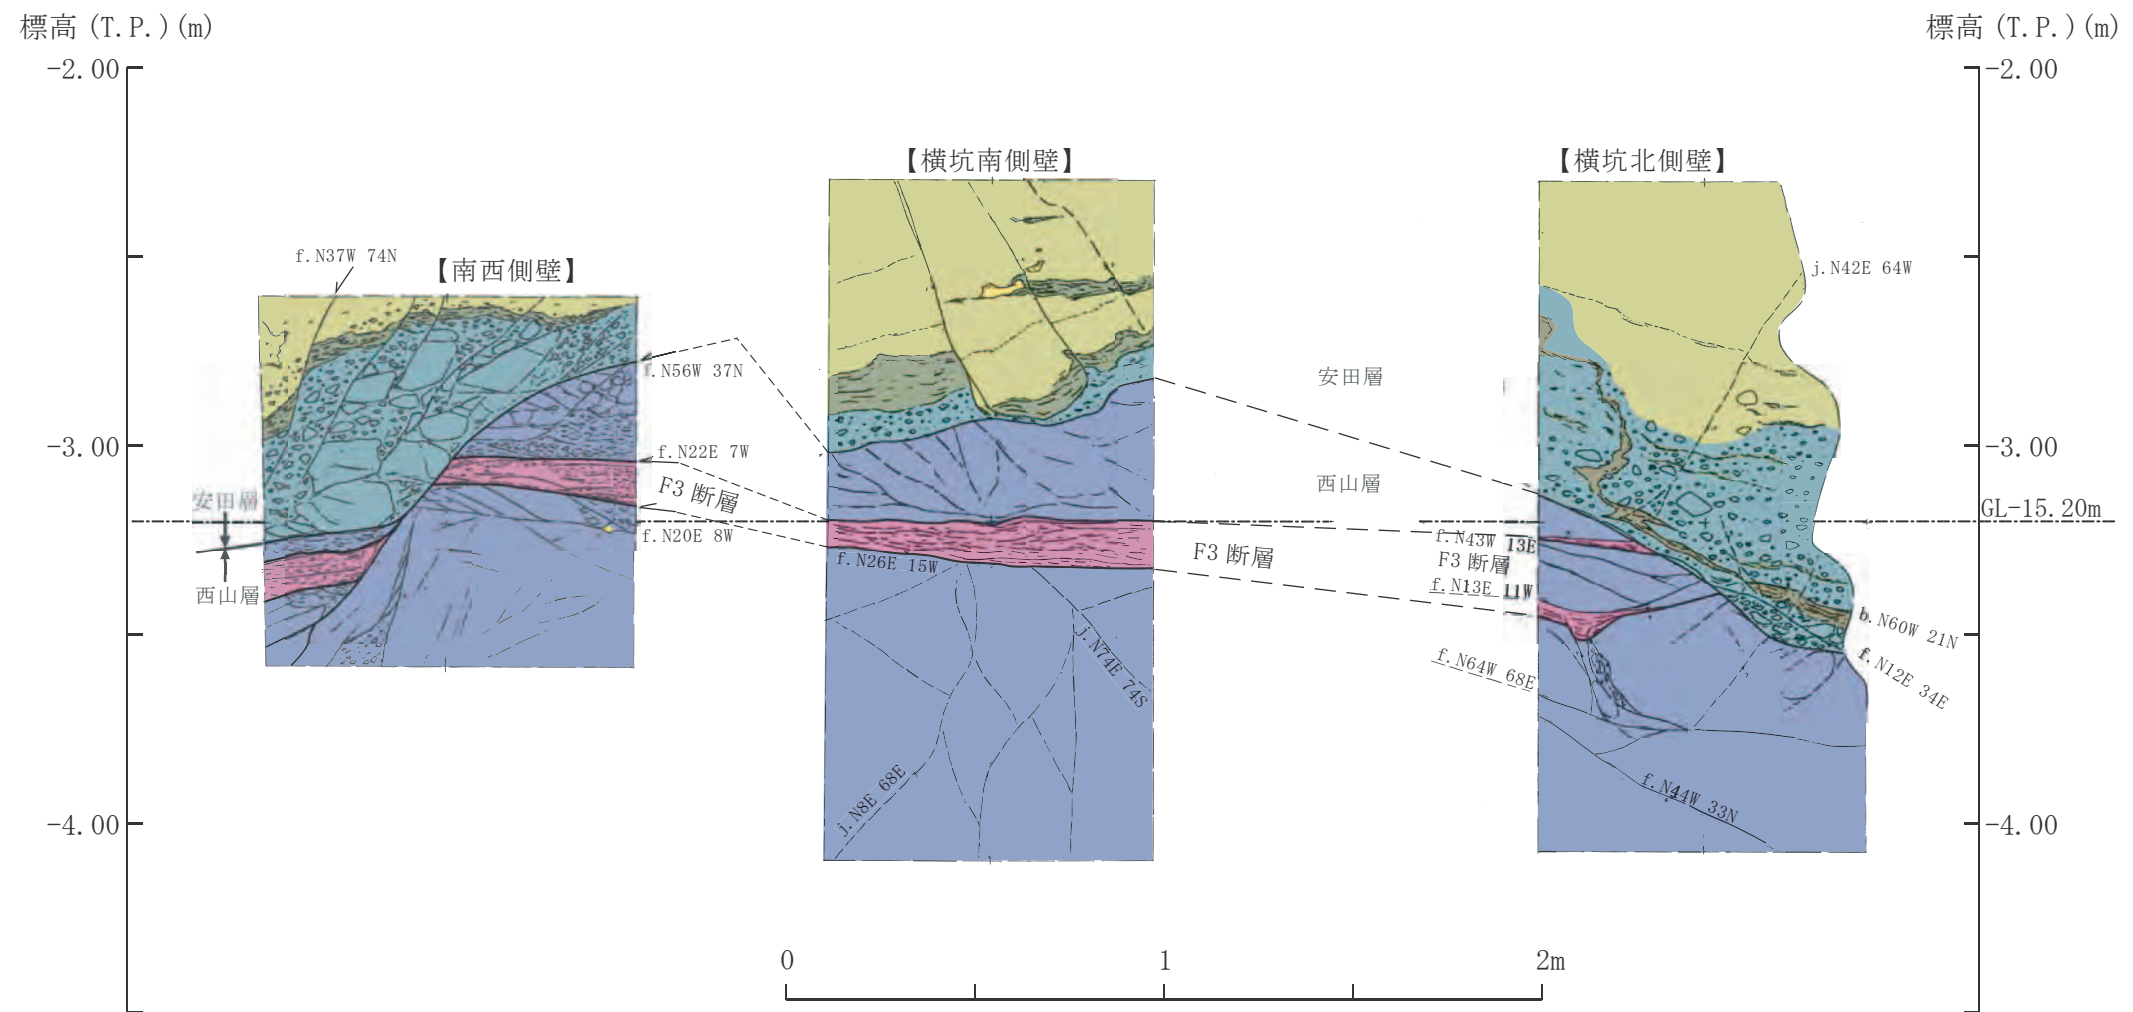 標高(T.P.)(m)
標高(T.P.)(m)
-2.00
-2.00
【横坑南側壁】
【横坑北側壁】
f.N37W 74N
【南西側壁】
j.N42E 64W
f.N56W 37N
安田層
-3.00
-3.00
f.N22E 7W
西山層
F3 断層
安田層
GL-15.20m
f.N20E 8W
f.N43W 13E
F3 断層
F3 断層
f.N26E 15W
f.N13E 11W
西山層
b.N60W 21N
j.N74E 74S
f.N64W 68E
f.N12E 34E
j.N8E 68E
f.N44W 33N
-4.00
-4.00
0
1
2m